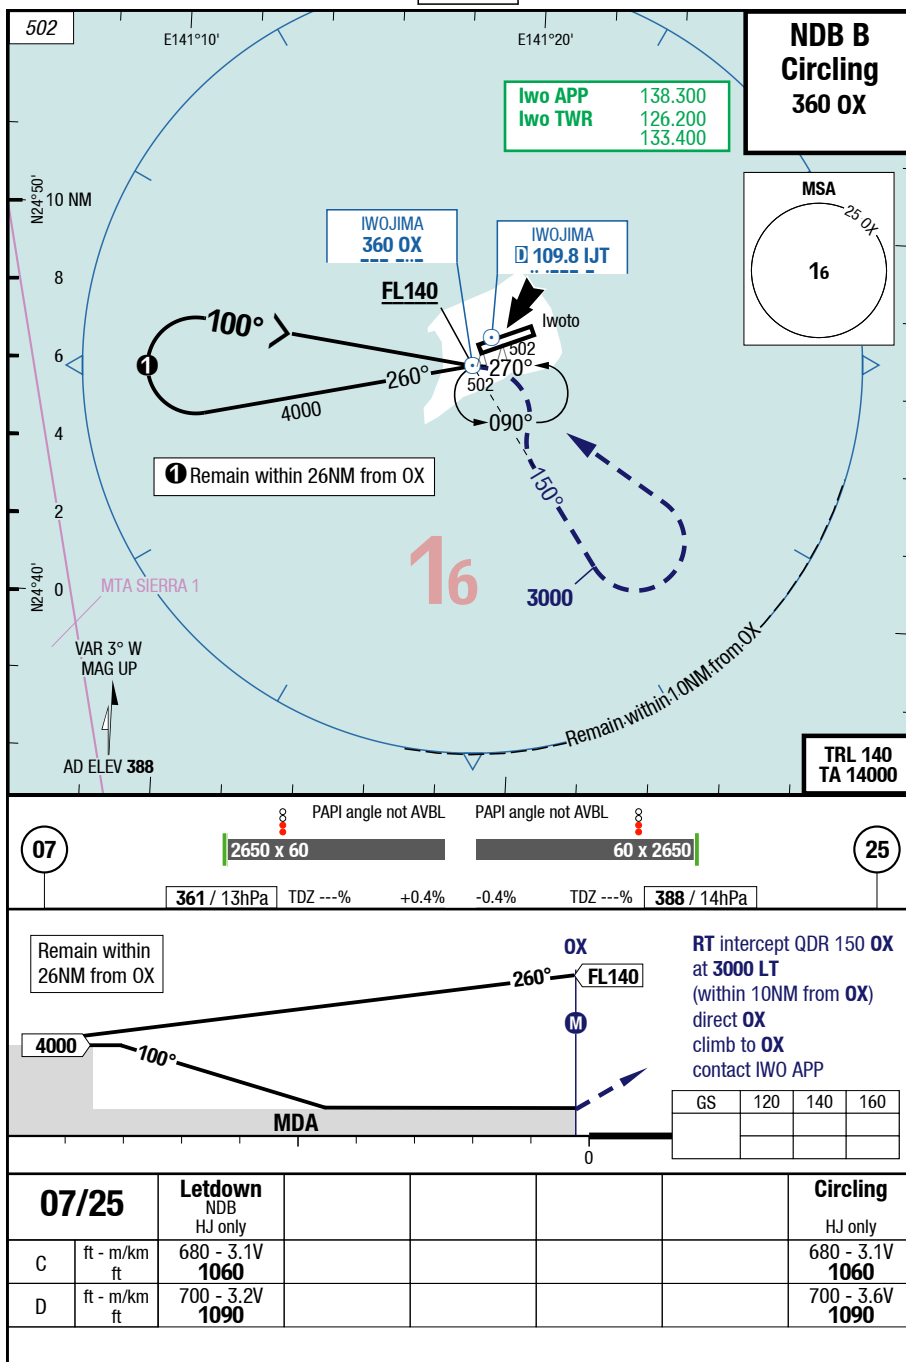 502
E141°10'
E141°20'
NDB B
Circling
360 OX
Iwo APP 138.300
Iwo TWR 126.200
133.400
N24°50'
10 NM
MSA
25 OX
16
IWOJIMA
360 OX
IWOJIMA
D 109.8 IJT
8
FL140
Iwoto
100°
502
6
1
260°
270°
502
4000
090°
4
1 Remain within 26NM from OX
150°
2
16
N24°40'
0
MTA SIERRA 1
3000
VAR 3° W
MAG UP
Remain within 10NM from OX
AD ELEV 388
TRL 140
TA 14000
PAPI angle not AVBL
PAPI angle not AVBL
07
2650 x 60
60 x 2650
25
361 / 13hPa TDZ ---% +0.4% -0.4% TDZ ---% 388 / 14hPa
Remain within
26NM from OX
OX
260°
FL140
M
4000
100°
MDA
0
RT intercept QDR 150 OX
at 3000 LT
(within 10NM from OX)
direct OX
climb to OX
contact IWO APP
GS 120 140 160
07/25
Letdown
NDB
HJ only
Circling
HJ only
C
ft - m/km
ft
680 - 3.1V
1060
680 - 3.1V
1060
D
ft - m/km
ft
700 - 3.2V
1090
700 - 3.6V
1090